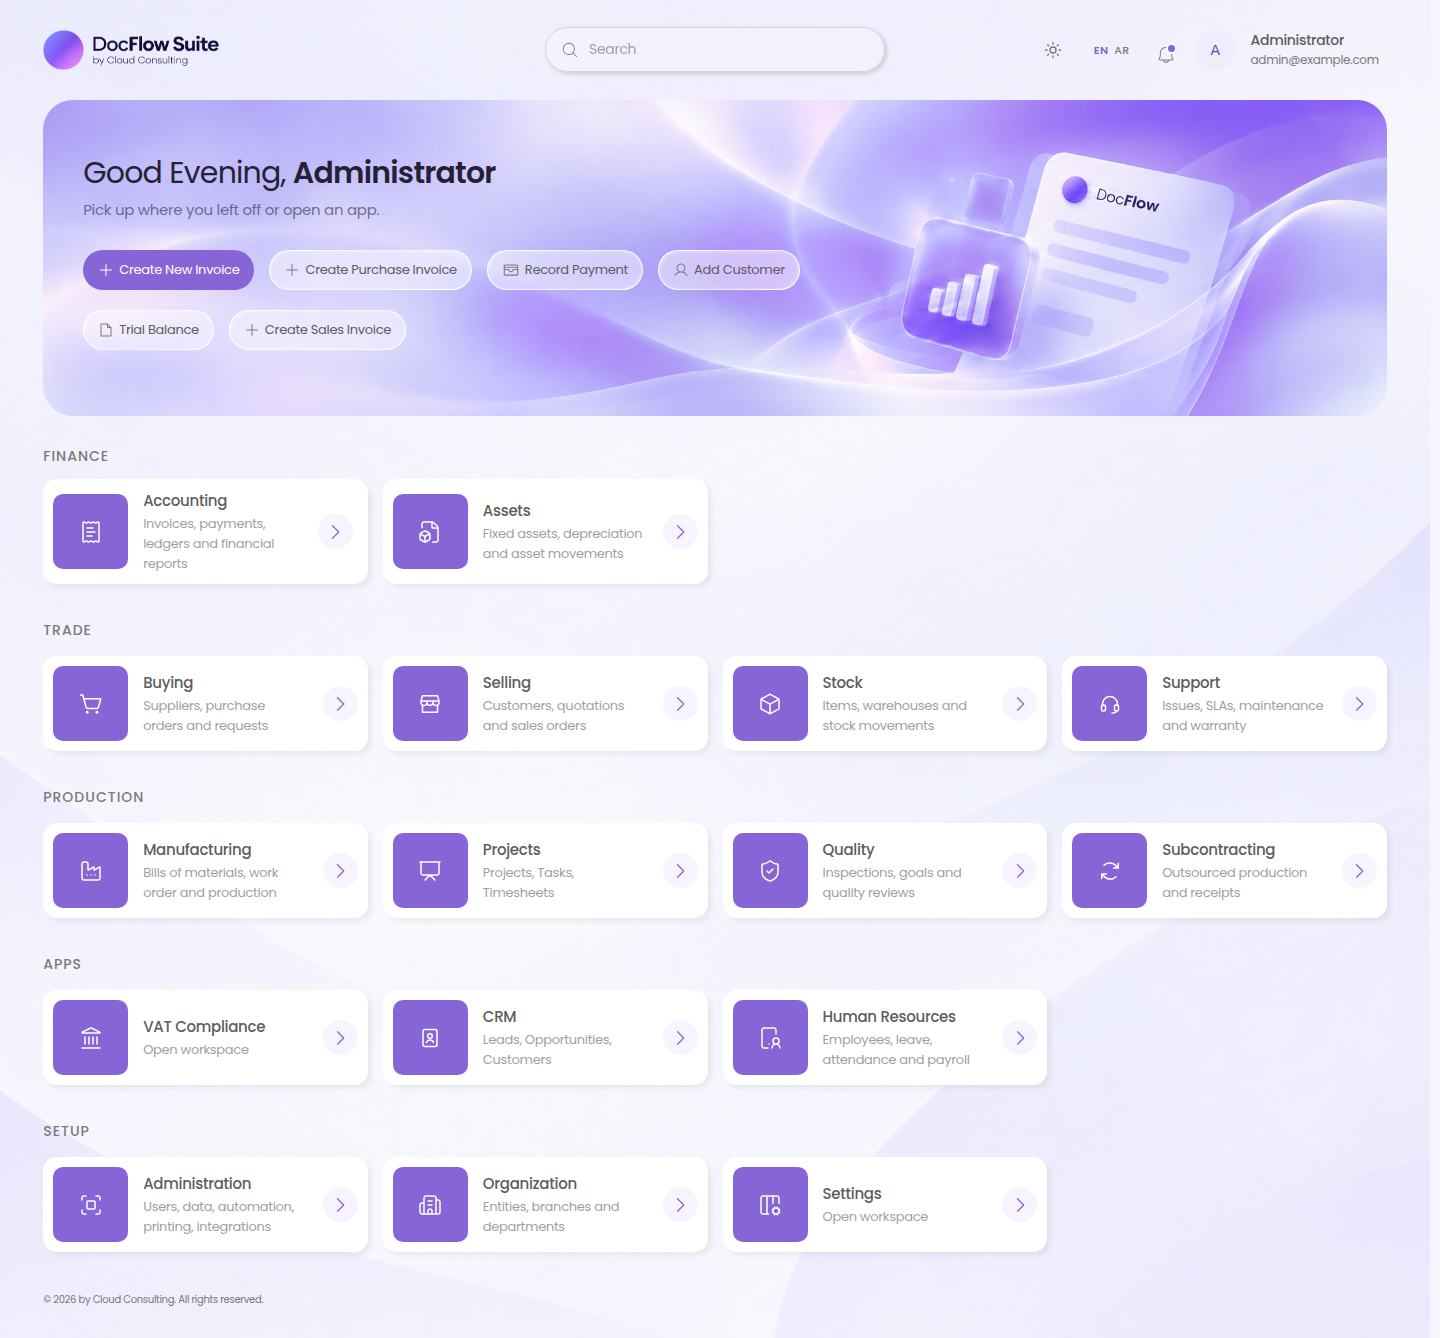 DocFlow Suite
by Cloud Consulting
Search
EN AR
A
Administrator
admin@example.com
Good Evening, Administrator
Pick up where you left off or open an app.
Create New Invoice
Create Purchase Invoice
Record Payment
Add Customer
Trial Balance
Create Sales Invoice
DocFlow
FINANCE
Accounting
Invoices, payments,
ledgers and financial
reports
Assets
Fixed assets, depreciation
and asset movements
TRADE
Buying
Suppliers, purchase
orders and requests
Selling
Customers, quotations
and sales orders
Stock
Items, warehouses and
stock movements
Support
Issues, SLAs, maintenance
and warranty
PRODUCTION
Manufacturing
Bills of materials, work
order and production
Projects
Projects, Tasks,
Timesheets
Quality
Inspections, goals and
quality reviews
Subcontracting
Outsourced production
and receipts
APPS
VAT Compliance
Open workspace
CRM
Leads, Opportunities,
Customers
Human Resources
Employees, leave,
attendance and payroll
SETUP
Administration
Users, data, automation,
printing, integrations
Organization
Entities, branches and
departments
Settings
Open workspace
© 2026 by Cloud Consulting. All rights reserved.